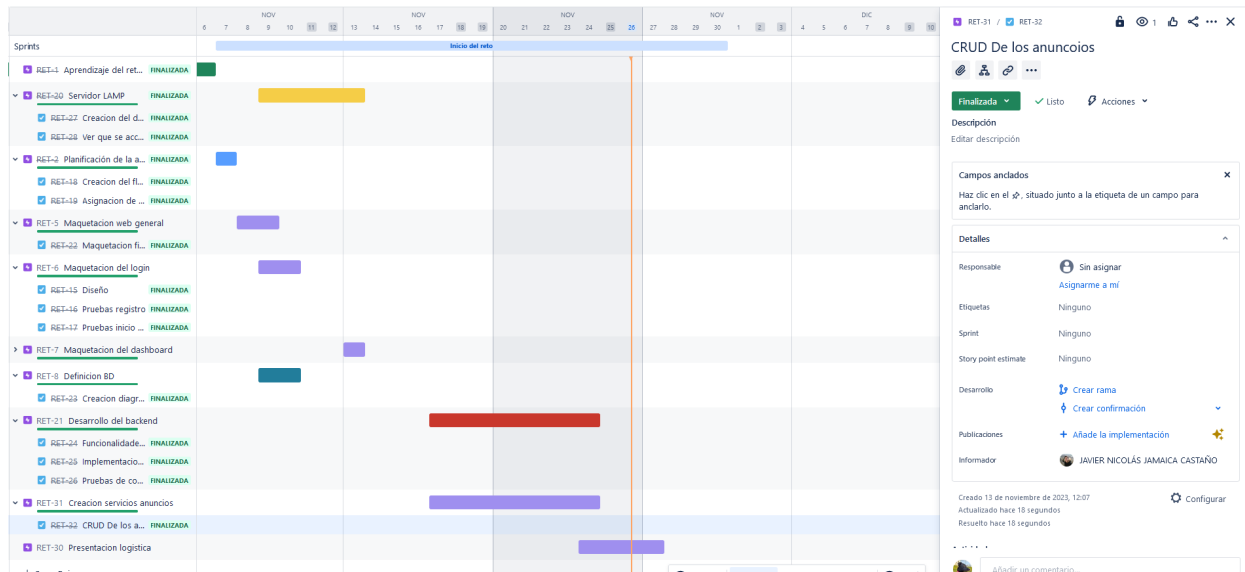 NOV NOV NOV NOV DIC
6 7 8 9 10 11 12 13 14 15 16 17 18 19 20 21 22 23 24 25 26 27 28 29 30 1 2 3 4 5 6 7 8 9 10
Sprints
Inicio del reto
RET-1 Aprendizaje del ret... FINALIZADA
RET-20 Servidor LAMP FINALIZADA
RET-27 Creacion del d... FINALIZADA
RET-28 Ver que se acc... FINALIZADA
RET-2 Planificación de la a... FINALIZADA
RET-18 Creacion del fl... FINALIZADA
RET-19 Asignacion de ... FINALIZADA
RET-5 Maquetacion web general
RET-22 Maquetacion fi... FINALIZADA
RET-6 Maquetacion del login
RET-15 Diseño FINALIZADA
RET-16 Pruebas registro FINALIZADA
RET-17 Pruebas inicio ... FINALIZADA
RET-7 Maquetacion del dashboard
RET-8 Definicion BD
RET-23 Creacion diagr... FINALIZADA
RET-21 Desarrollo del backend
RET-24 Funcionalidade... FINALIZADA
RET-25 Implementacio... FINALIZADA
RET-26 Pruebas de co... FINALIZADA
RET-31 Creacion servicios anuncios
RET-32 CRUD De los a... FINALIZADA
RET-30 Presentacion logistica
RET-31 / RET-32
1
CRUD De los anuncoios
Finalizada
Listo
Acciones
Descripción
Editar descripción
Campos anclados
Haz clic en el , situado junto a la etiqueta de un campo para
anclarlo.
Detalles
Responsable Sin asignar
Asignarme a mí
Etiquetas Ninguno
Sprint Ninguno
Story point estimate Ninguno
Desarrollo Crear rama
Crear confirmación
Publicaciones Añade la implementación
Informador JAVIER NICOLÁS JAMAICA CASTAÑO
Creado 13 de noviembre de 2023, 12:07
Configurar
Actualizado hace 18 segundos
Resuelto hace 18 segundos
Añadir un comentario...